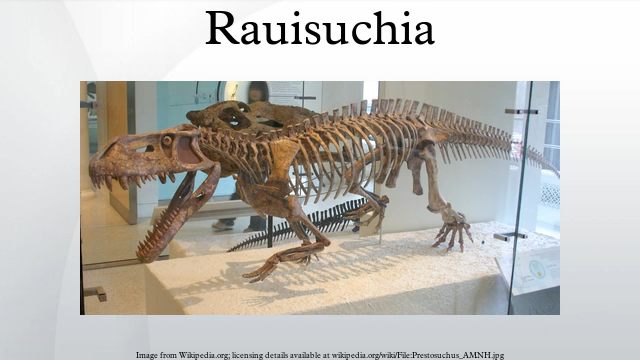 Rauisuchia
Image from Wikipedia.org; licensing details available at wikipedia.org/wiki/File:Prestosuchus_AMNH.jpg